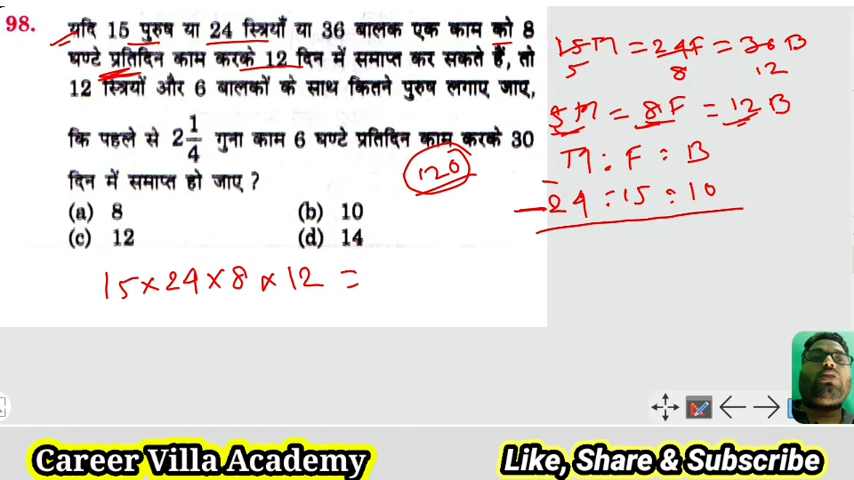 98. यदि 15 पुरुष या 24 स्त्रियाँ या 36 बालक एक काम को 8
घण्टे प्रतिदिन काम करके 12 दिन में समाप्त कर सकते हैं, तो
12 स्त्रियों और 6 बालकों के साथ कितने पुरुष लगाए जाए,
कि पहले से 2 1/4 गुना काम 6 घण्टे प्रतिदिन काम करके 30
दिन में समाप्त हो जाए ?
(a) 8 (b) 10
(c) 12 (d) 14
120
15 × 24 × 8 × 12 =
15M = 24F = 36B
5 8 12
5M = 8F = 12B
M : F : B
24 : 15 : 10
Career Villa Academy
Like, Share & Subscribe